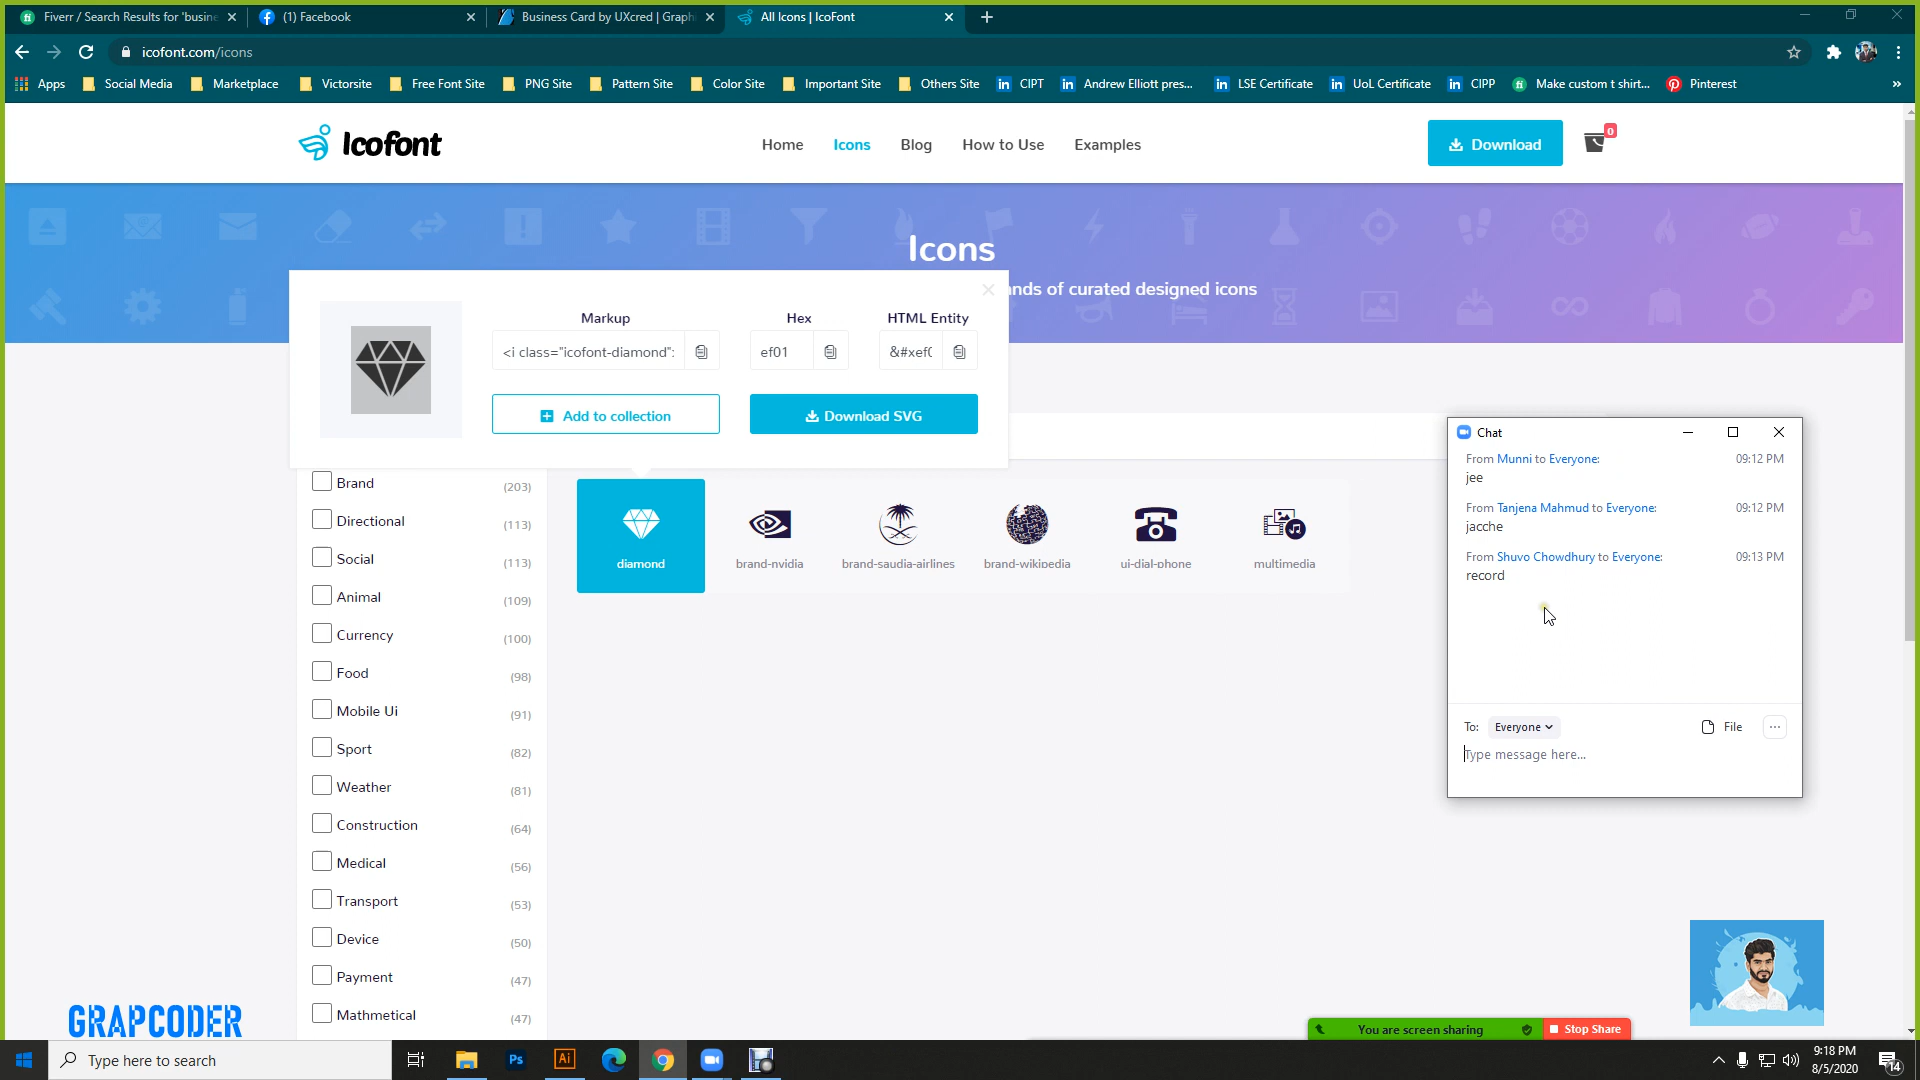 Fiverr / Search Results for 'busine
(1) Facebook
Business Card by UXcred | Graphi
All Icons | IcoFont
icofont.com/icons
Apps
Social Media
Marketplace
Victorsite
Free Font Site
PNG Site
Pattern Site
Color Site
Important Site
Others Site
CIPT
Andrew Elliott pres...
LSE Certificate
UoL Certificate
CIPP
Make custom t shirt...
Pinterest
Icofont
Home
Icons
Blog
How to Use
Examples
Download
0
Icons
nds of curated designed icons
Markup
Hex
HTML Entity
<i class="icofont-diamond":
ef01
&#xef0
Add to collection
Download SVG
Brand (203)
Directional (113)
Social (113)
Animal (109)
Currency (100)
Food (98)
Mobile Ui (91)
Sport (82)
Weather (81)
Construction (64)
Medical (56)
Transport (53)
Device (50)
Payment (47)
Mathmetical (47)
diamond
brand-nvidia
brand-saudia-airlines
brand-wikipedia
ui-dial-phone
multimedia
Chat
From Munni to Everyone: 09:12 PM
jee
From Tanjena Mahmud to Everyone: 09:12 PM
jacche
From Shuvo Chowdhury to Everyone: 09:13 PM
record
To: Everyone
File
Type message here...
GRAPCODER
You are screen sharing
Stop Share
Type here to search
Ps
Ai
9:18 PM
8/5/2020
14